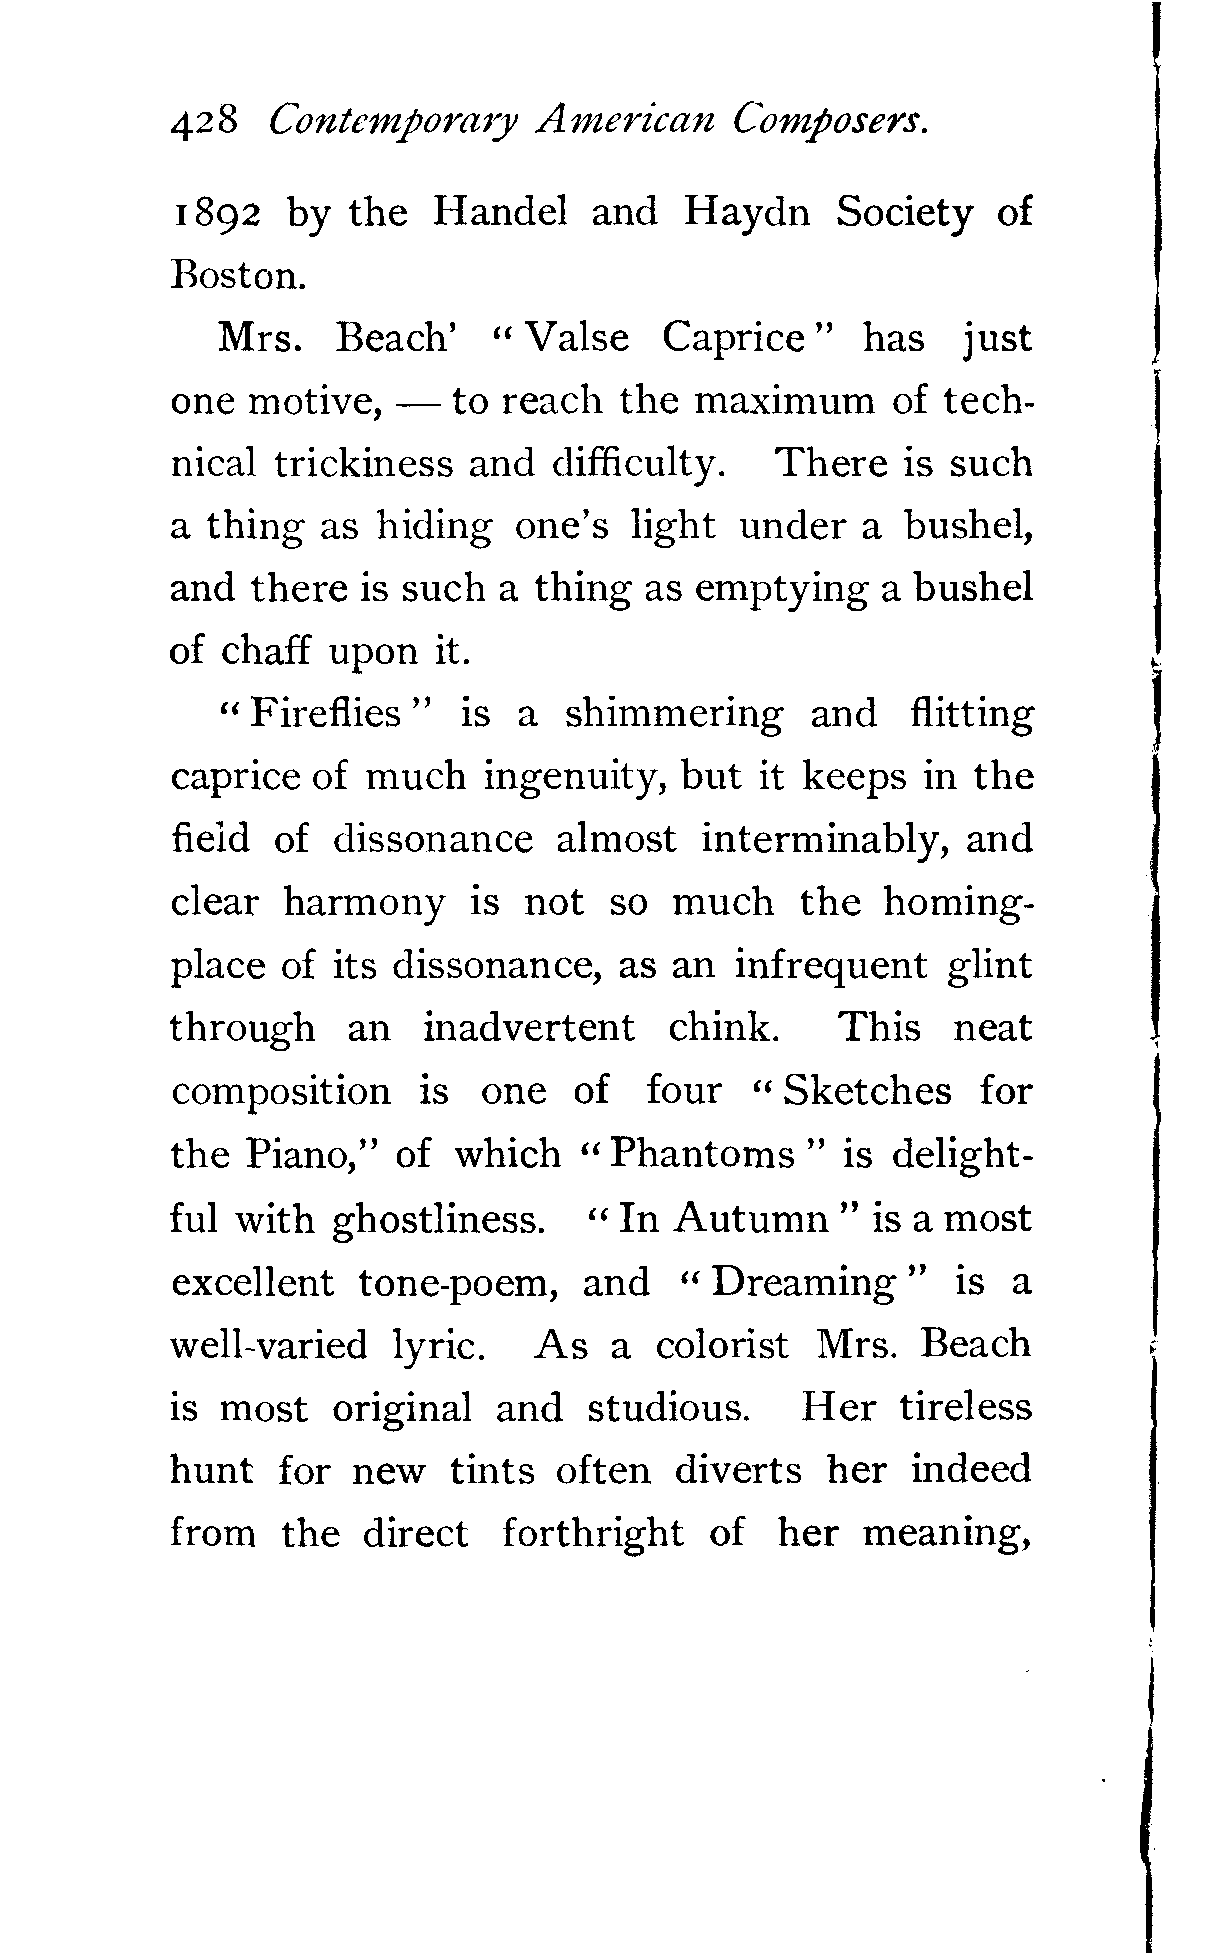 428 Contemporary American Composers.
1892 by the Handel and Haydn Society of
Boston.
Mrs. Beach' “ Valse Caprice ” has just
one motive, — to reach the maximum of tech-
nical trickiness and difficulty. There is such
a thing as hiding one's light under a bushel,
and there is such a thing as emptying a bushel
of chaff upon it.
“ Fireflies ” is a shimmering and flitting
caprice of much ingenuity, but it keeps in the
field of dissonance almost interminably, and
clear harmony is not so much the homing-
place of its dissonance, as an infrequent glint
through an inadvertent chink. This neat
composition is one of four “ Sketches for
the Piano,” of which “ Phantoms ” is delight-
ful with ghostliness. “ In Autumn ” is a most
excellent tone-poem, and “ Dreaming ” is a
well-varied lyric. As a colorist Mrs. Beach
is most original and studious. Her tireless
hunt for new tints often diverts her indeed
from the direct forthright of her meaning,